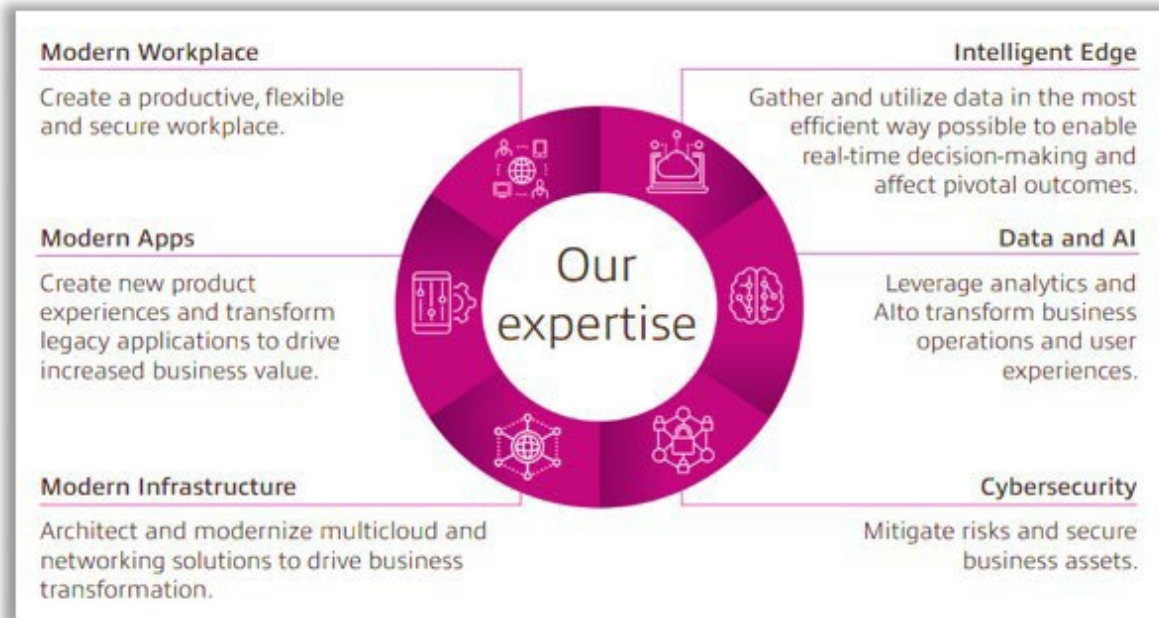 Modern Workplace
Create a productive, flexible
and secure workplace.
Modern Apps
Create new product
experiences and transform
legacy applications to drive
increased business value.
Modern Infrastructure
Architect and modernize multicloud and
networking solutions to drive business
transformation.
Our
expertise
Intelligent Edge
Gather and utilize data in the most
efficient way possible to enable
real-time decision-making and
affect pivotal outcomes.
Data and AI
Leverage analytics and
AIto transform business
operations and user
experiences.
Cybersecurity
Mitigate risks and secure
business assets.